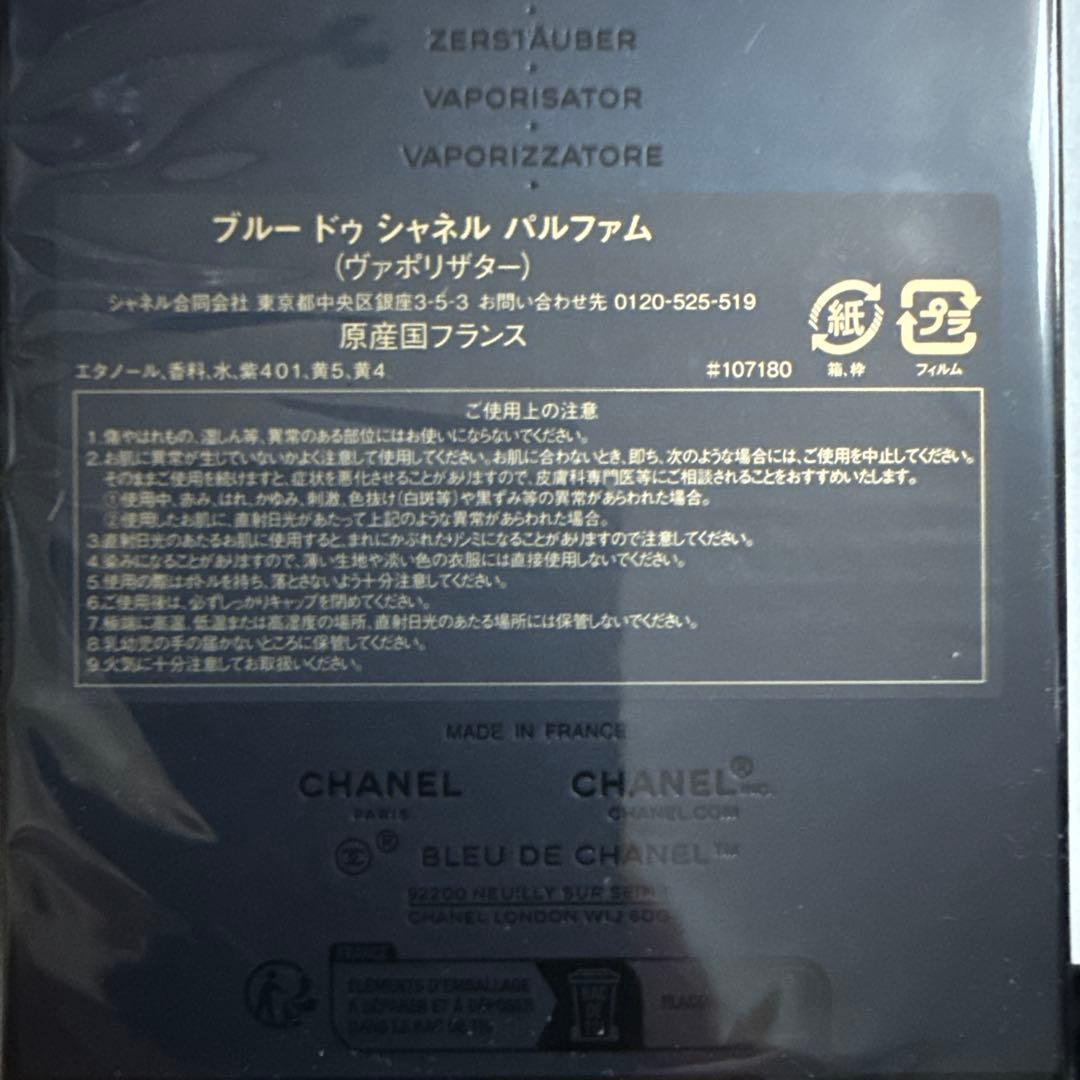 ZERSTÄUBER
VAPORISATOR
VAPORIZZATORE
ブルー ドゥ シャネル パルファム
(ヴァポリザター)
シャネル合同会社 東京都中央区銀座3-5-3 お問い合わせ先 0120-525-519
原産国フランス
紙
プラ
エタノール、香料、水、紫401、黄5、黄4
#107180
箱、枠
フィルム
ご使用上の注意
1.傷やはれもの、湿しん等、異常のある部位にはお使いにならないでください。
2.お肌に異常が生じていないかよく注意して使用してください。お肌に合わないとき、即ち、次のような場合には、ご使用を中止してください。
そのままご使用を続けますと、症状を悪化させることがありますので、皮膚科専門医等にご相談されることをおすすめいたします。
①使用中、赤み、はれ、かゆみ、刺激、色抜け(白斑等)や黒ずみ等の異常があらわれた場合。
②使用したお肌に、直射日光があたって上記のような異常があらわれた場合。
3.直射日光のあたるお肌に使用すると、まれにかぶれたりシミになることがありますので注意してください。
4.染みになることがありますので、薄い生地や淡い色の衣服には直接使用しないでください。
5.使用の際はボトルを持ち、落とさないよう十分注意してください。
6.ご使用後は、必ずしっかりキャップを閉めてください。
7.極端に高温、低温または高湿度の場所、直射日光のあたる場所には保管しないでください。
8.乳幼児の手の届かないところに保管してください。
9.火気に十分注意してお取扱いください。
MADE IN FRANCE
CHANEL
PARIS
CHANEL® INC.
CHANEL.COM
® BLEU DE CHANEL™
92200 NEUILLY SUR SEINE
CHANEL LONDON W1J 6DG
FRANCE
ÉLÉMENTS D'EMBALLAGE
À SÉPARER ET À DÉPOSER
DANS LE BAC DE TRI
BAC
DE
TRI